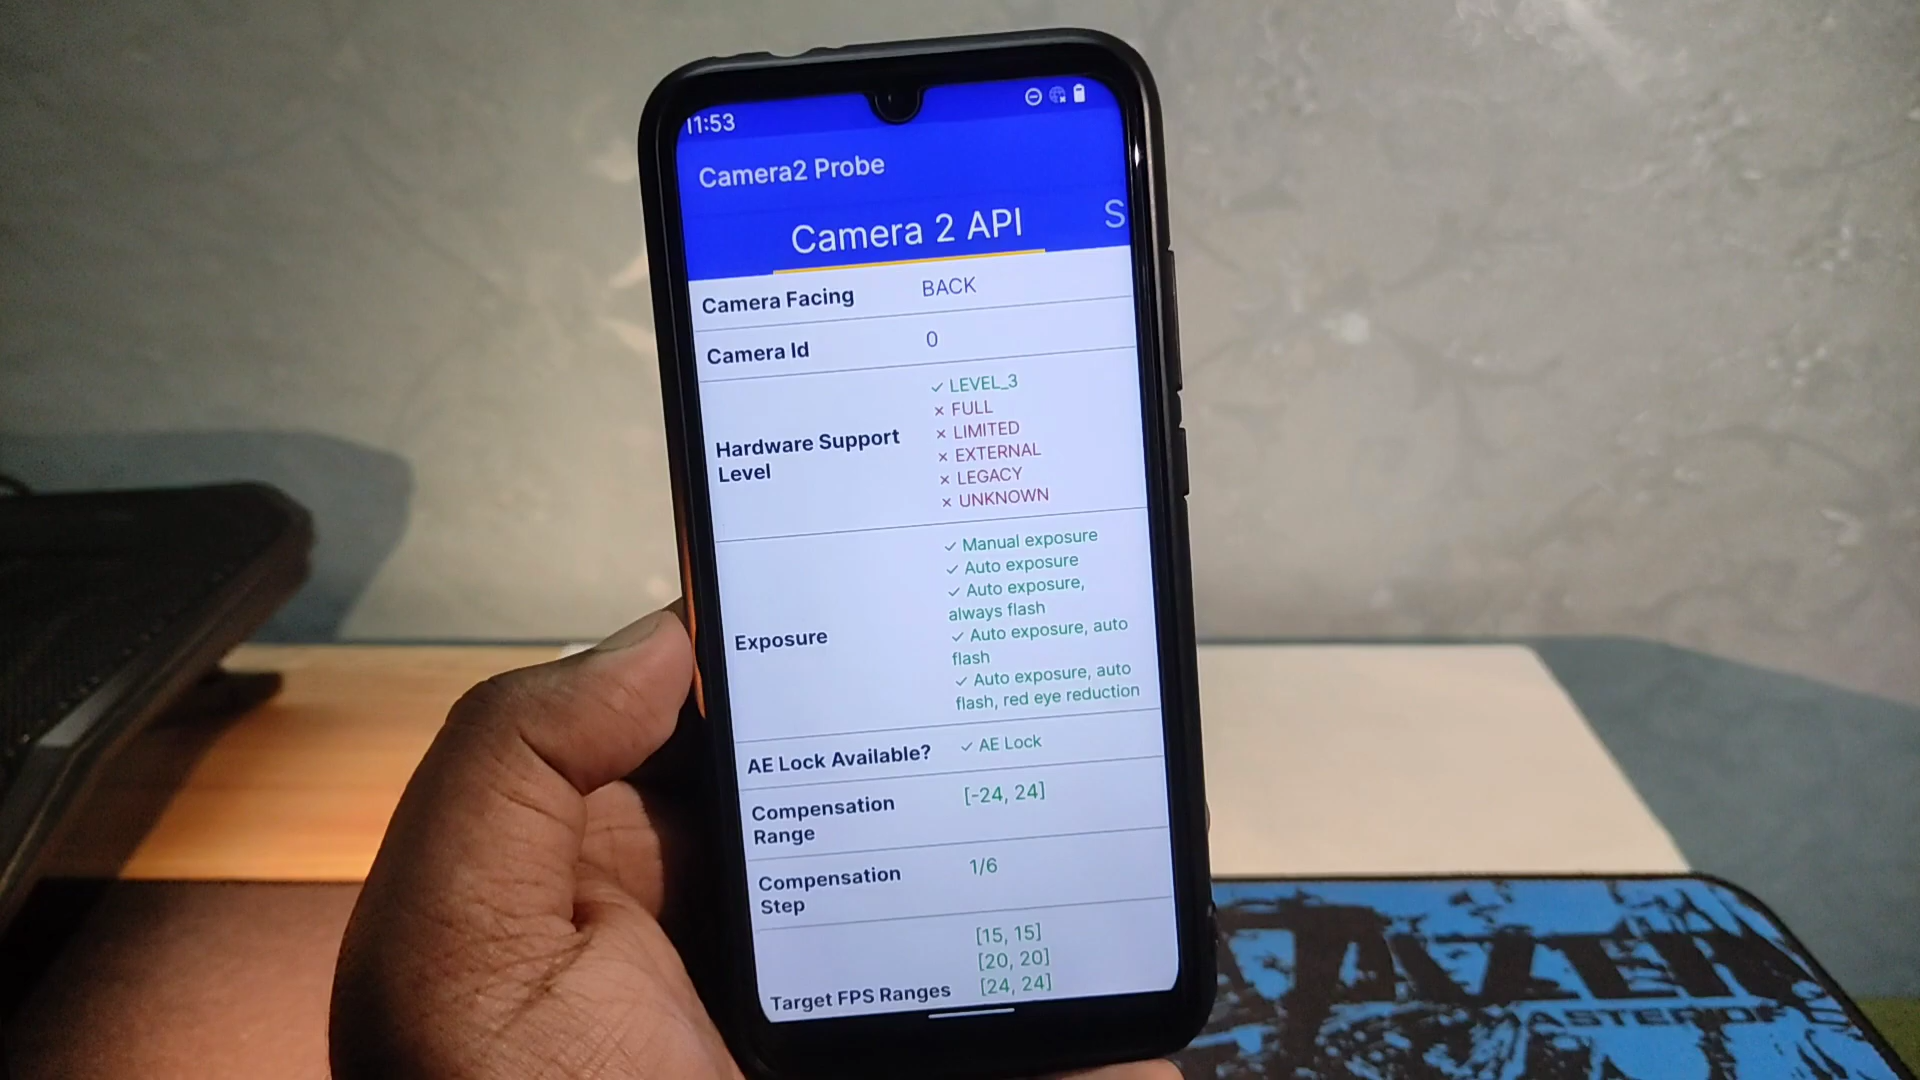 11:53
Camera2 Probe
Camera 2 API
S
Camera Facing
BACK
Camera Id
0
Hardware Support
Level
✓ LEVEL_3
× FULL
× LIMITED
× EXTERNAL
× LEGACY
× UNKNOWN
Exposure
✓ Manual exposure
✓ Auto exposure
✓ Auto exposure,
always flash
✓ Auto exposure, auto
flash
✓ Auto exposure, auto
flash, red eye reduction
AE Lock Available?
✓ AE Lock
Compensation
Range
[-24, 24]
Compensation
Step
1/6
Target FPS Ranges
[15, 15]
[20, 20]
[24, 24]